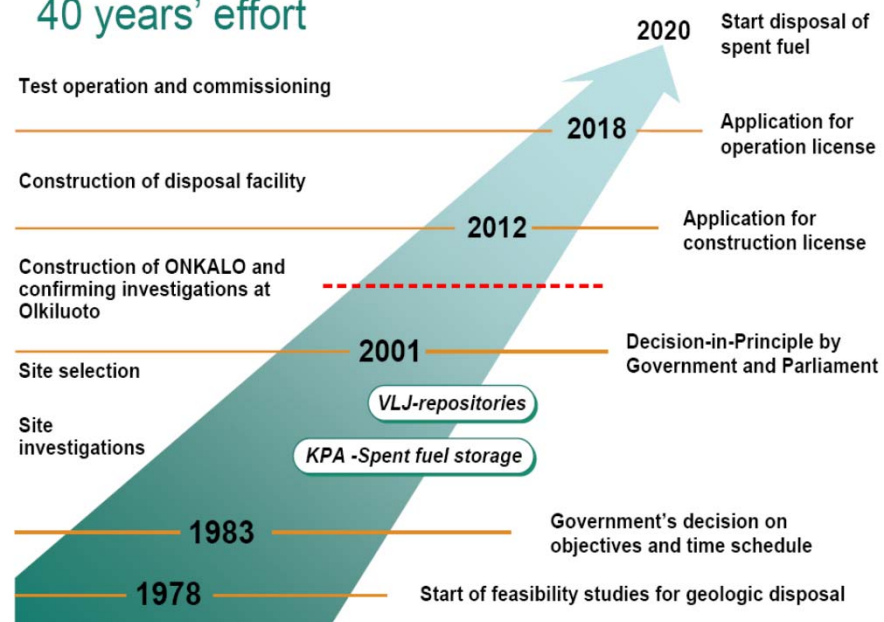 40 years' effort
2020
Start disposal of
spent fuel
Test operation and commissioning
2018
Application for
operation license
Construction of disposal facility
2012
Application for
construction license
Construction of ONKALO and
confirming investigations at
Olkiluoto
2001
Decision-in-Principle by
Government and Parliament
Site selection
VLJ-repositories
Site
investigations
KPA -Spent fuel storage
1983
Government's decision on
objectives and time schedule
1978
Start of feasibility studies for geologic disposal